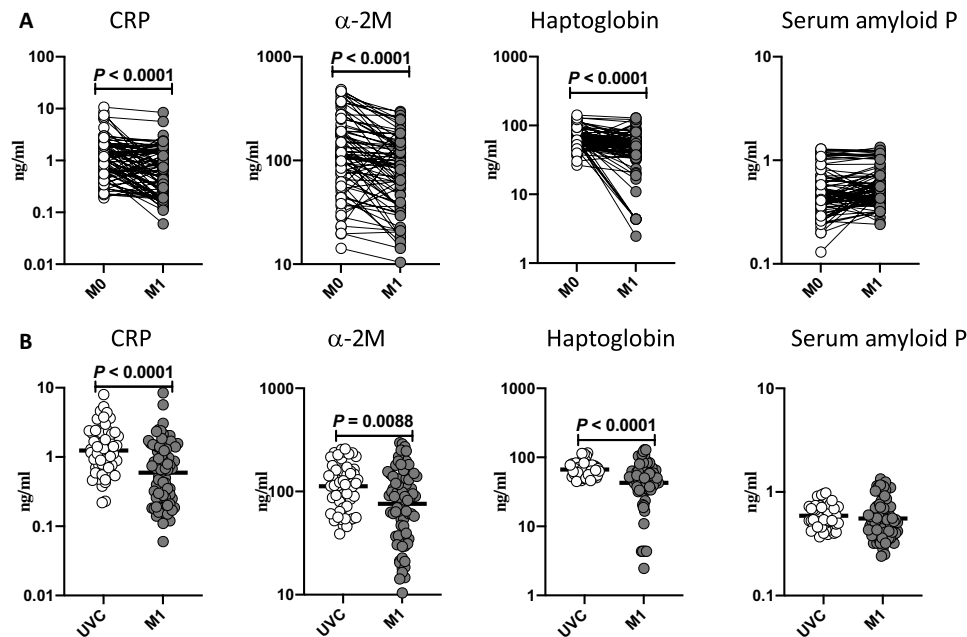 A
CRP
α-2M
Haptoglobin
Serum amyloid P
P < 0.0001
100
10
1
0.1
0.01
ng/ml
M0
M1
P < 0.0001
1000
100
10
ng/ml
M0
M1
P < 0.0001
1000
100
10
1
ng/ml
M0
M1
10
1
0.1
ng/ml
M0
M1
B
CRP
α-2M
Haptoglobin
Serum amyloid P
P < 0.0001
10
1
0.1
0.01
ng/ml
UVC
M1
P = 0.0088
1000
100
10
ng/ml
UVC
M1
P < 0.0001
1000
100
10
1
ng/ml
UVC
M1
10
1
0.1
ng/ml
UVC
M1